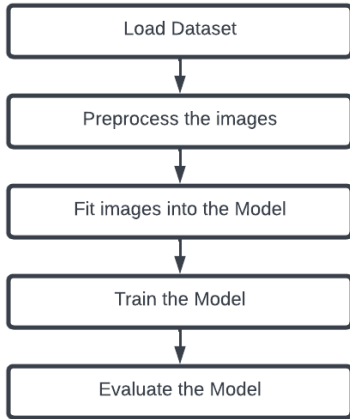 Load Dataset
Preprocess the images
Fit images into the Model
Train the Model
Evaluate the Model